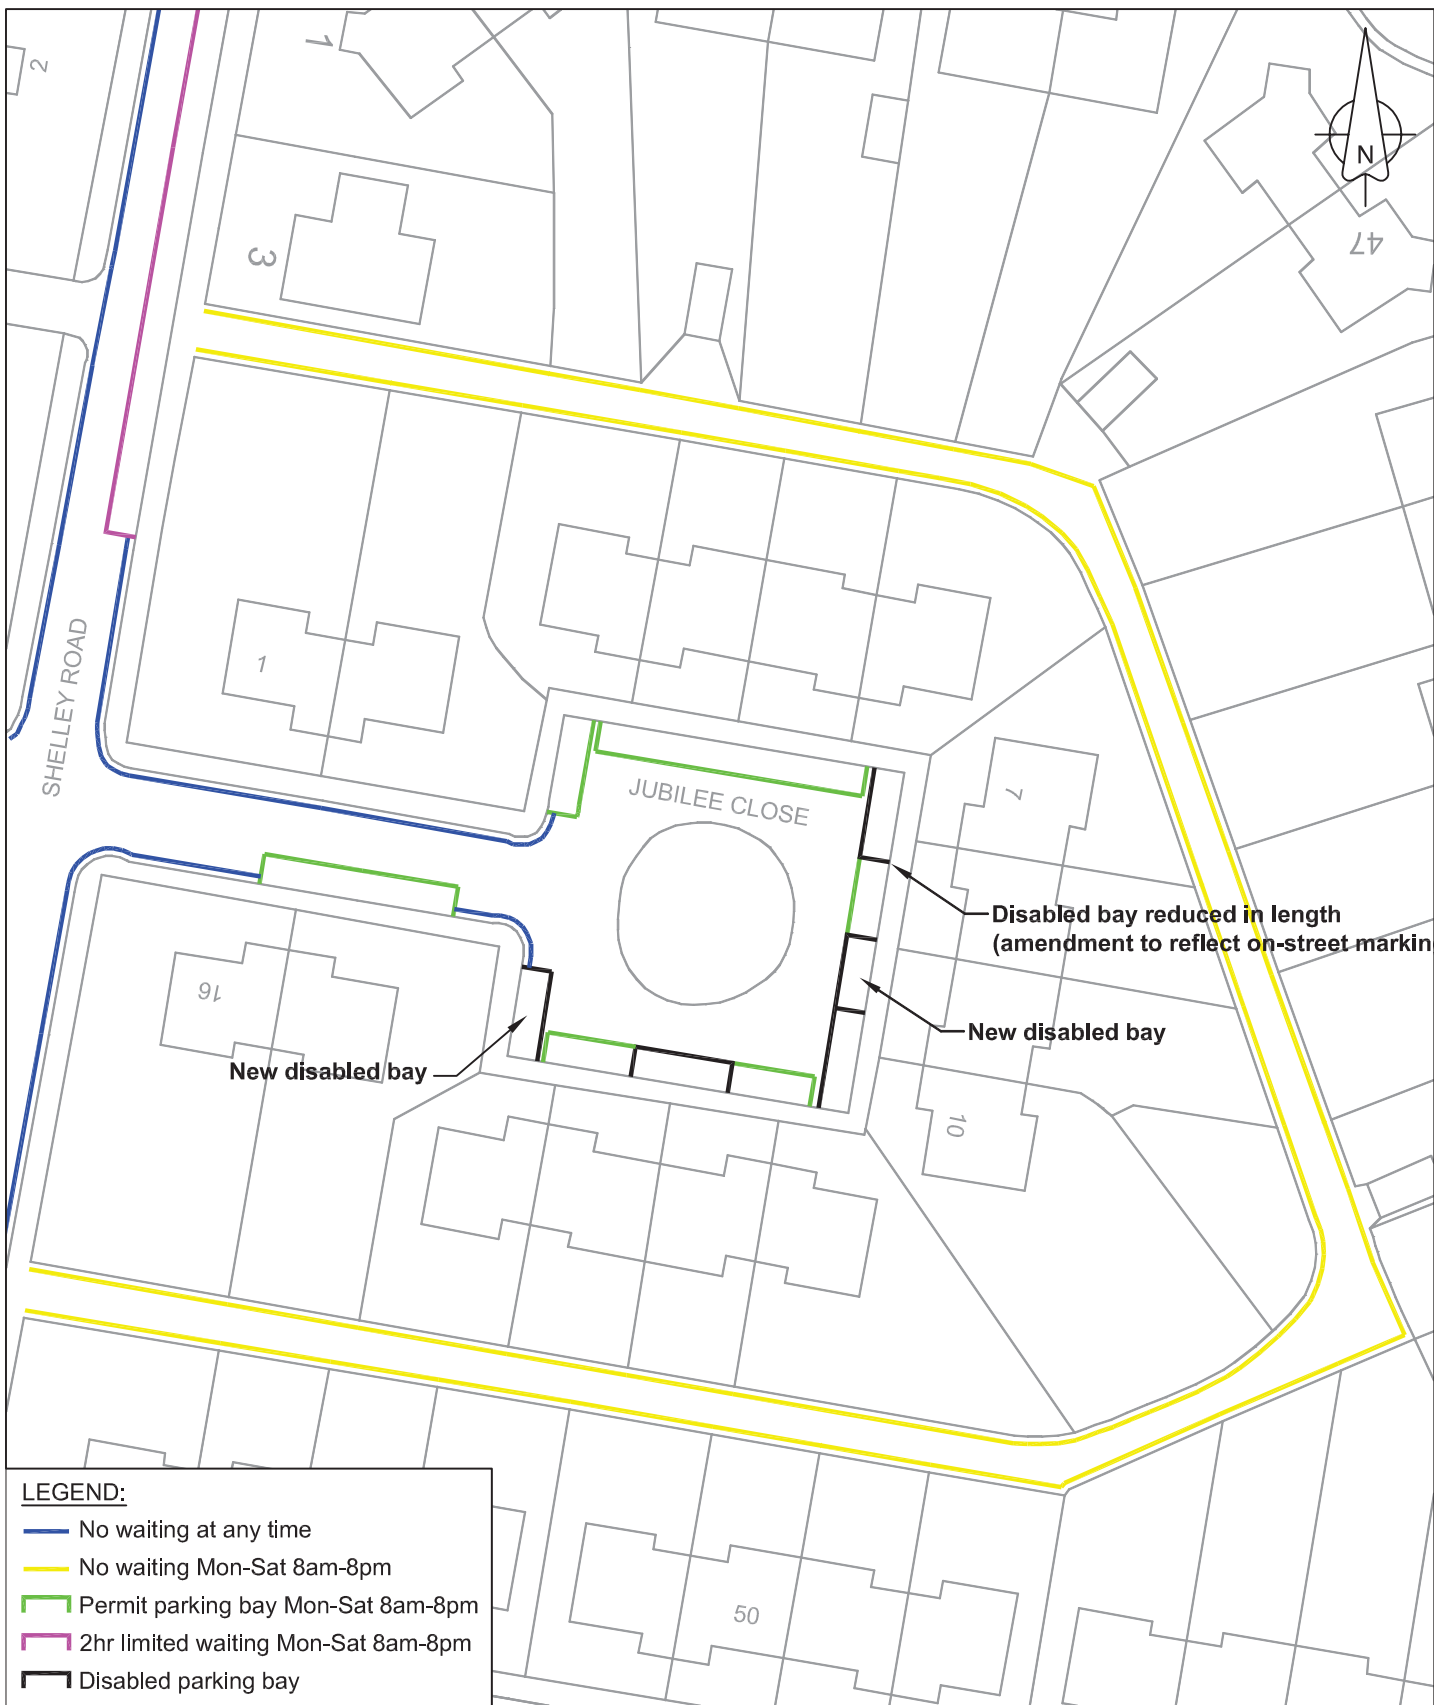 1
2
N
3
47
SHELLEY ROAD
1
JUBILEE CLOSE
7
Disabled bay reduced in length
(amendment to reflect on-street markin
16
New disabled bay
New disabled bay
10
LEGEND:
No waiting at any time
No waiting Mon-Sat 8am-8pm
Permit parking bay Mon-Sat 8am-8pm
2hr limited waiting Mon-Sat 8am-8pm
Disabled parking bay
50